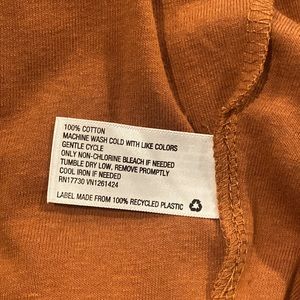 100% COTTON
MACHINE WASH COLD WITH LIKE COLORS
GENTLE CYCLE
ONLY NON-CHLORINE BLEACH IF NEEDED
TUMBLE DRY LOW, REMOVE PROMPTLY
COOL IRON IF NEEDED
RN17730 VN1261424
LABEL MADE FROM 100% RECYCLED PLASTIC